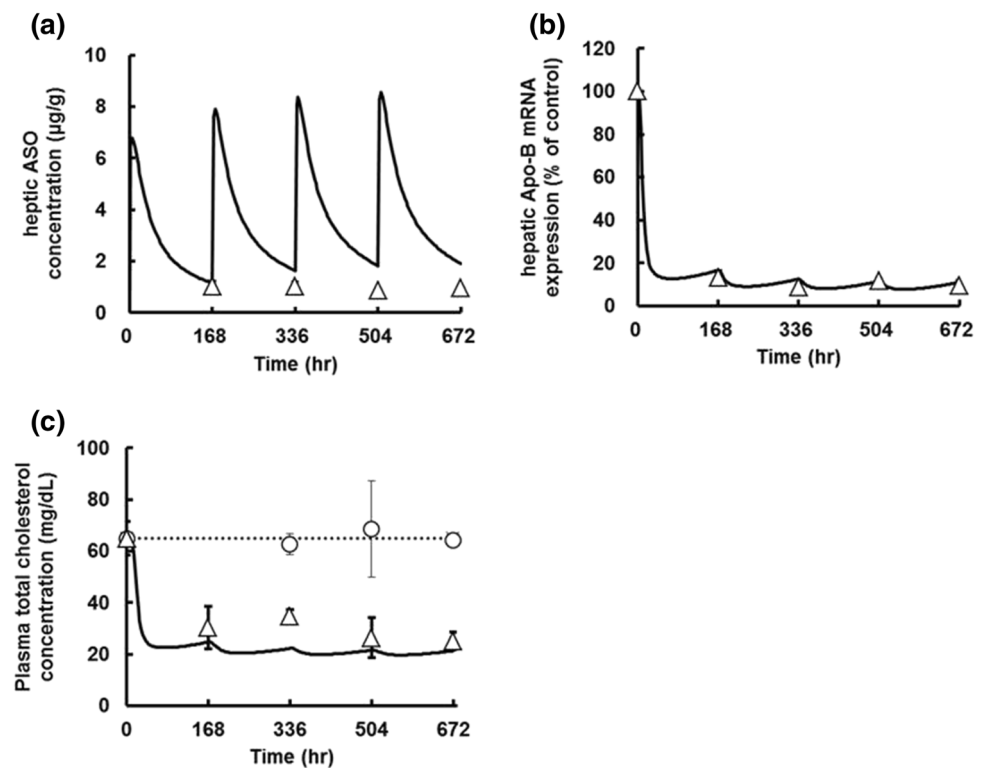 (a)
heptic ASO
concentration (µg/g)
10
8
6
4
2
0
0 168 336 504 672
Time (hr)
(b)
hepatic Apo-B mRNA
expression (% of control)
120
100
80
60
40
20
0
0 168 336 504 672
Time (hr)
(c)
Plasma total cholesterol
concentration (mg/dL)
100
80
60
40
20
0
0 168 336 504 672
Time (hr)